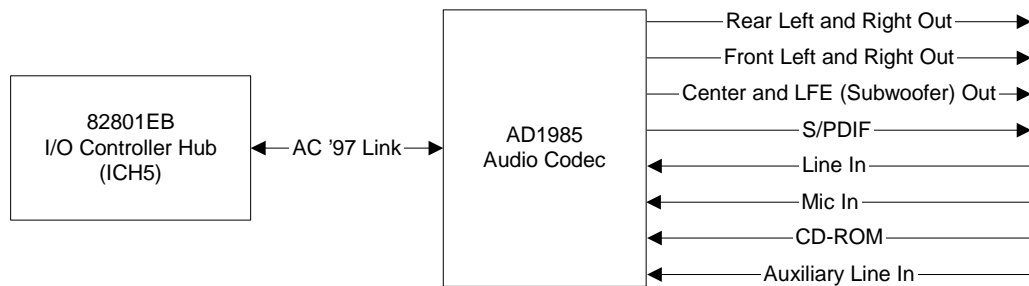 82801EB
I/O Controller Hub
(ICH5)
AC '97 Link
AD1985
Audio Codec
Rear Left and Right Out
Front Left and Right Out
Center and LFE (Subwoofer) Out
S/PDIF
Line In
Mic In
CD-ROM
Auxiliary Line In